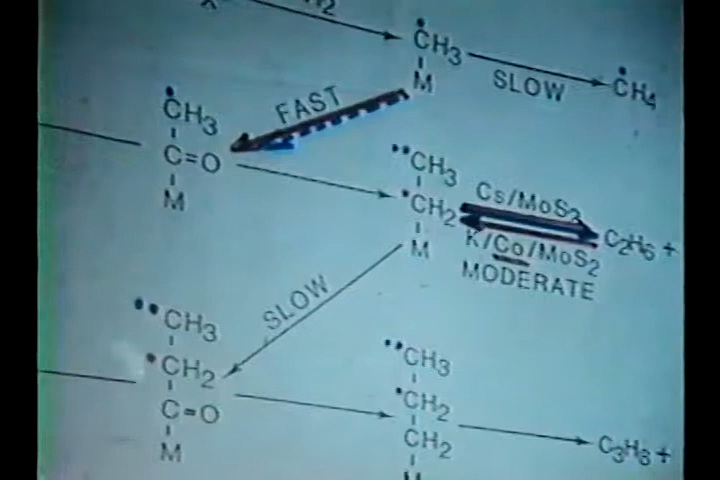 CH3
M
SLOW
CH4
FAST
CH3
C=O
M
CH3
CH2
M
Cs/MoS2
K/Co/MoS2
MODERATE
C2H6 +
SLOW
CH3
CH2
C=O
M
CH3
CH2
CH2
C3H8 +